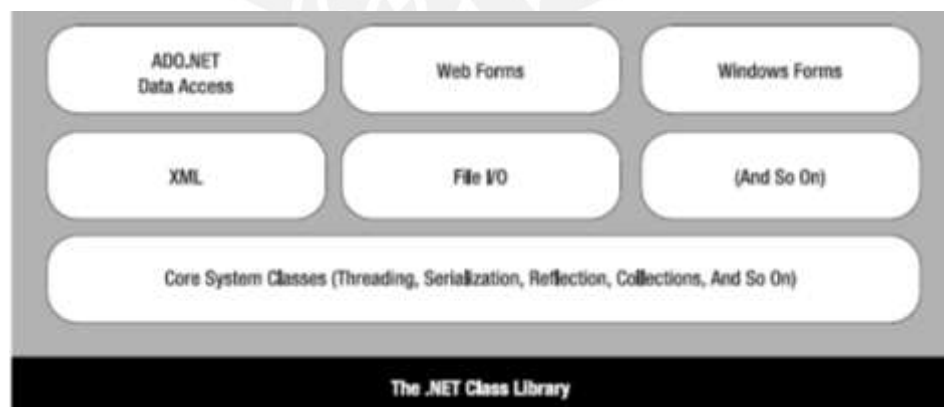 ADO.NET
Data Access
Web Forms
Windows Forms
XML
File I/O
(And So On)
Core System Classes (Threading, Serialization, Reflection, Collections, And So On)
The .NET Class Library